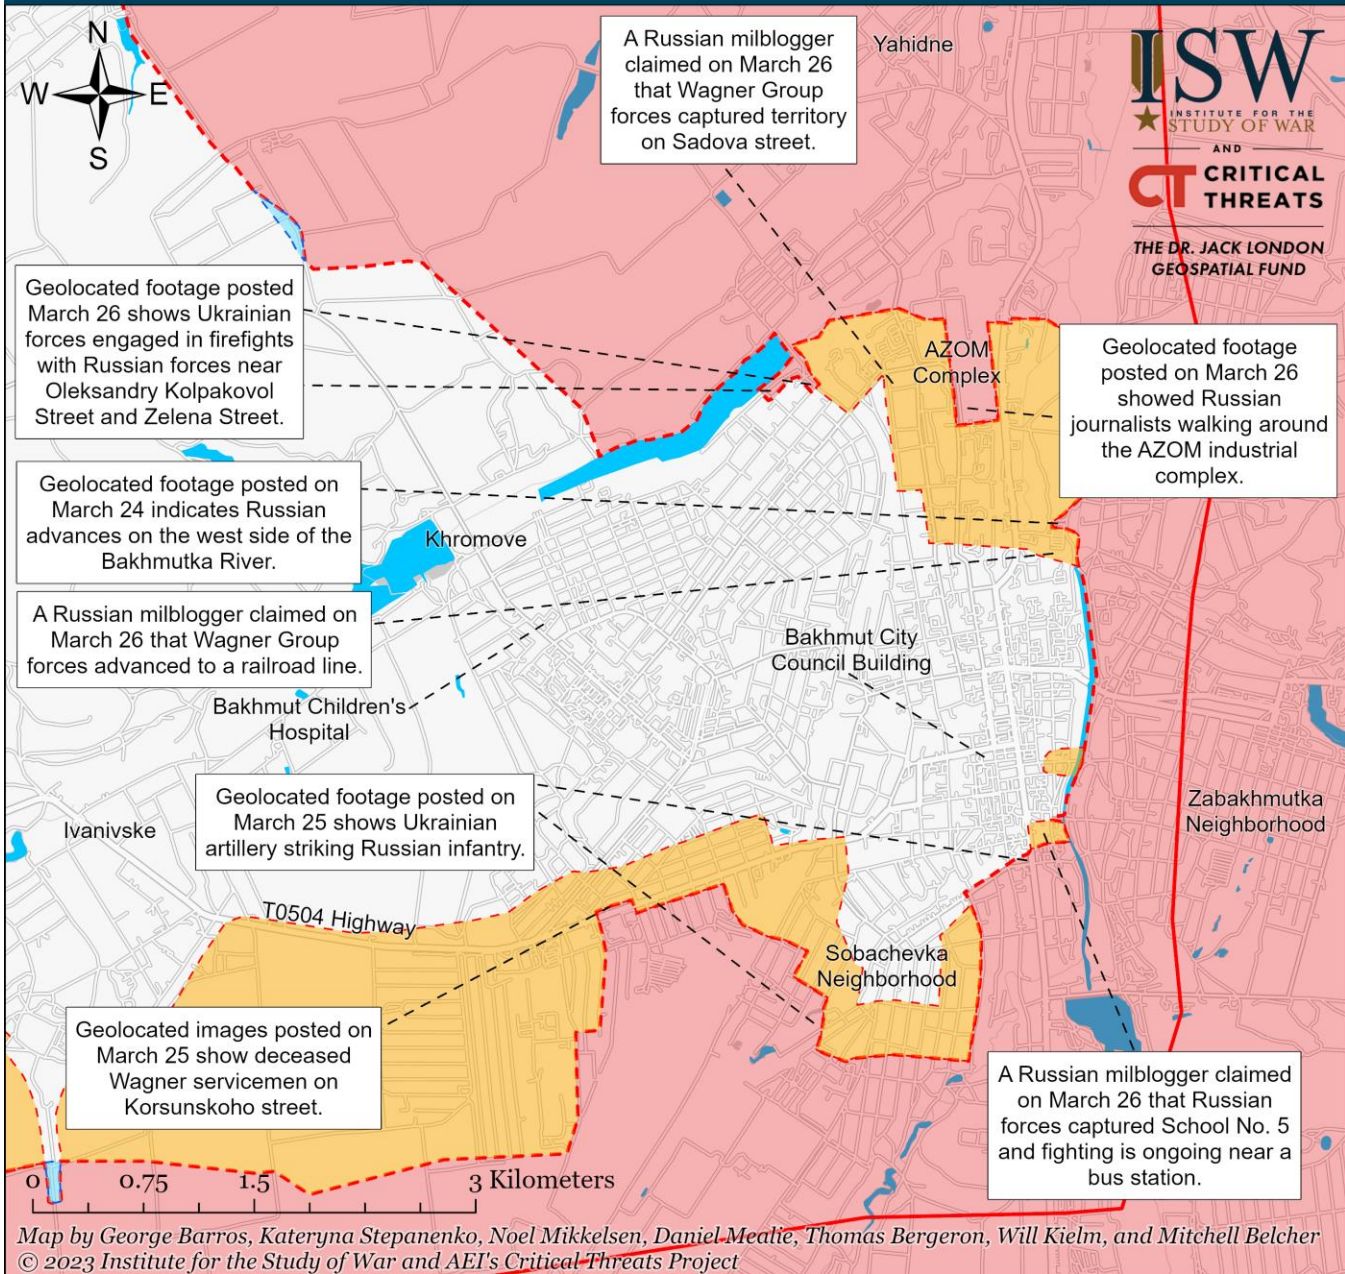 N
W
E
S
A Russian milblogger
claimed on March 26
that Wagner Group
forces captured territory
on Sadova street.
Yahidne
ISW
INSTITUTE FOR THE
STUDY OF WAR
AND
CT CRITICAL
THREATS
THE DR. JACK LONDON
GEOSPATIAL FUND
Geolocated footage posted
March 26 shows Ukrainian
forces engaged in firefights
with Russian forces near
Oleksandry Kolpakovol
Street and Zelena Street.
AZOM
Complex
Geolocated footage
posted on March 26
showed Russian
journalists walking around
the AZOM industrial
complex.
Geolocated footage posted on
March 24 indicates Russian
advances on the west side of the
Bakhmutka River.
Khromove
A Russian milblogger claimed on
March 26 that Wagner Group
forces advanced to a railroad line.
Bakhmut City
Council Building
Bakhmut Children's
Hospital
Geolocated footage posted on
March 25 shows Ukrainian
artillery striking Russian infantry.
Zabakhmutka
Neighborhood
Ivanivske
T0504 Highway
Sobachevka
Neighborhood
Geolocated images posted on
March 25 show deceased
Wagner servicemen on
Korsunskoho street.
A Russian milblogger claimed
on March 26 that Russian
forces captured School No. 5
and fighting is ongoing near a
bus station.
0 0.75 1.5 3 Kilometers
Map by George Barros, Kateryna Stepanenko, Noel Mikkelsen, Daniel Mealie, Thomas Bergeron, Will Kielm, and Mitchell Belcher
© 2023 Institute for the Study of War and AEI's Critical Threats Project